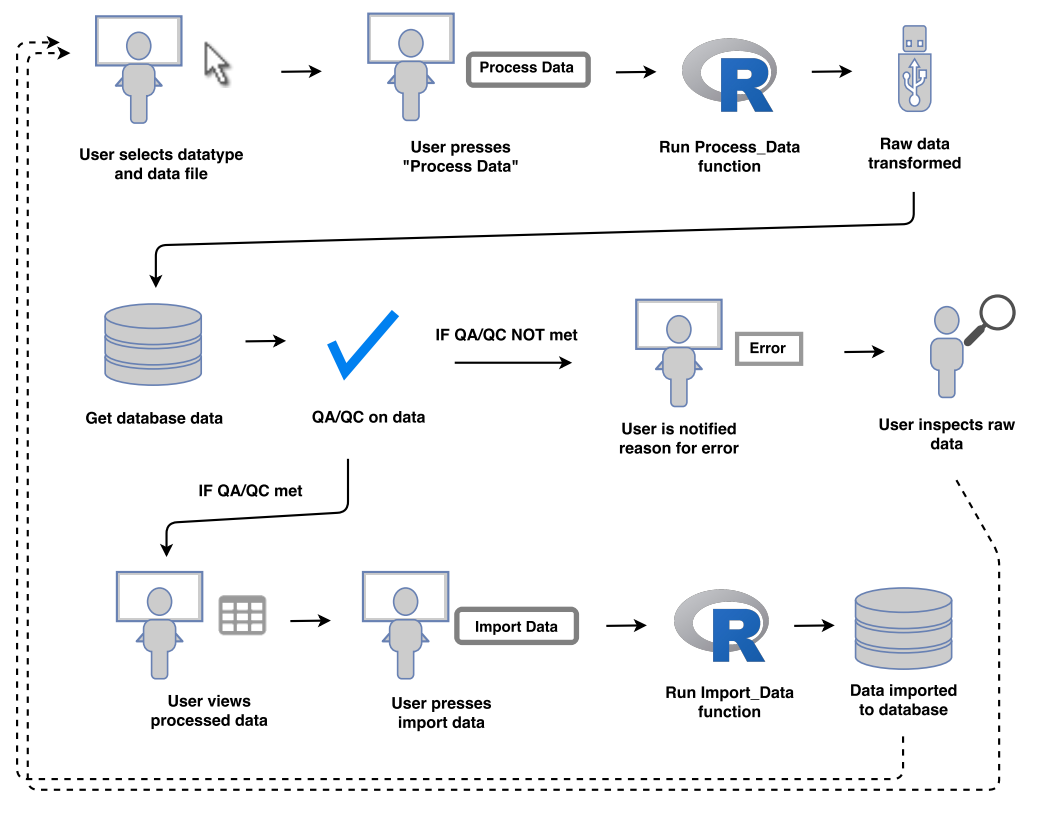 Process Data
User selects datatype
and data file
User presses
"Process Data"
R
Run Process_Data
function
Raw data
transformed
IF QA/QC NOT met
Error
Get database data
QA/QC on data
User is notified
reason for error
User inspects raw
data
IF QA/QC met
Import Data
User views
processed data
User presses
import data
R
Run Import_Data
function
Data imported
to database